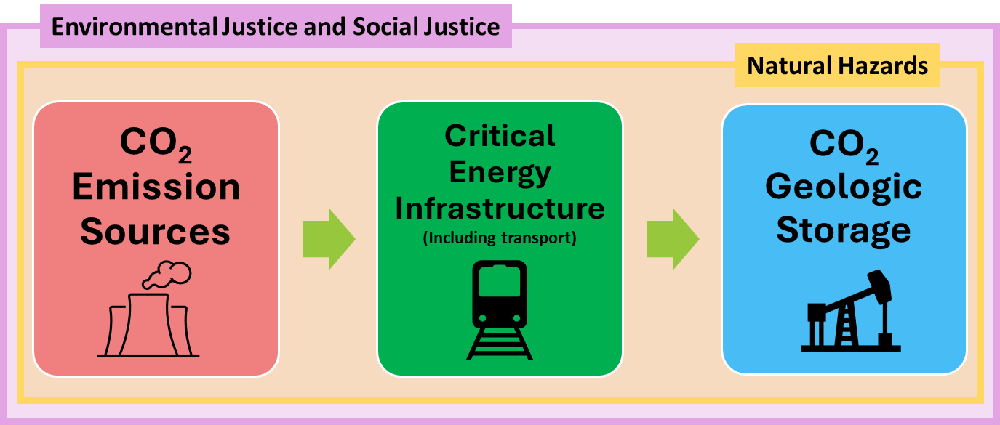 Environmental Justice and Social Justice
Natural Hazards
CO₂
Emission
Sources
Critical
Energy
Infrastructure
(Including transport)
CO₂
Geologic
Storage